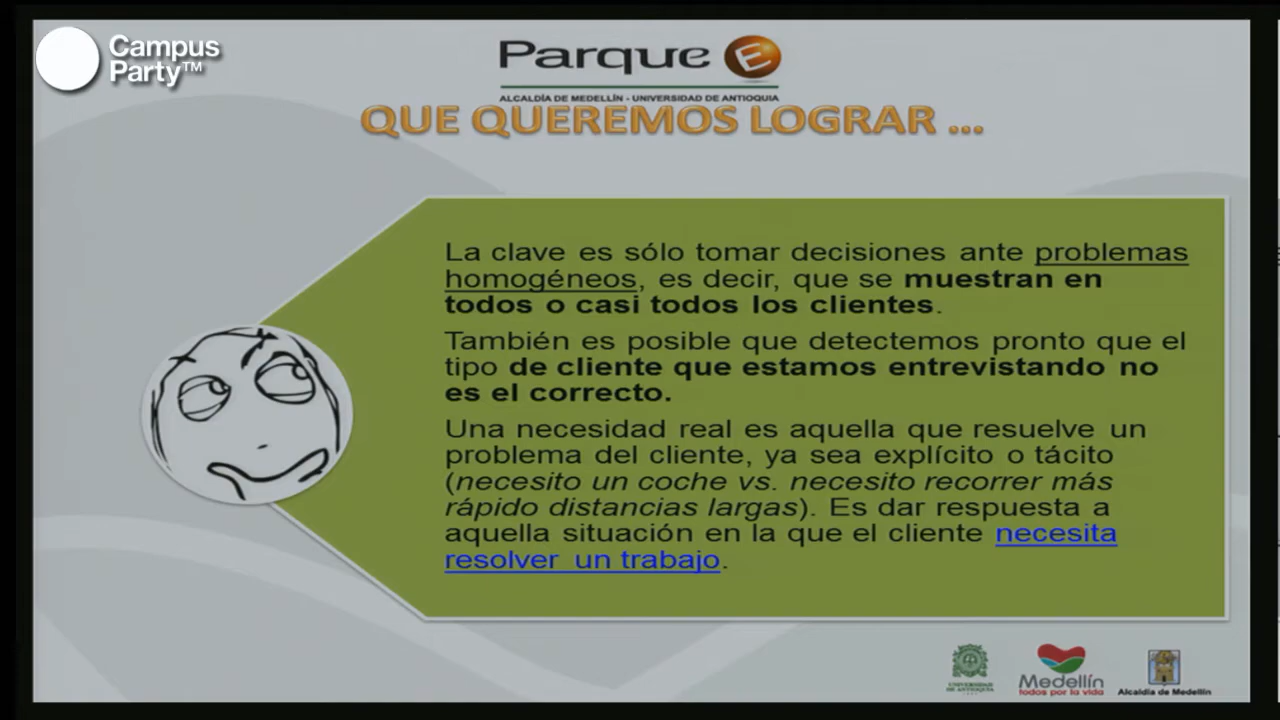 Campus
Party™
Parque E
ALCALDÍA DE MEDELLÍN - UNIVERSIDAD DE ANTIOQUIA
QUE QUEREMOS LOGRAR ...
La clave es sólo tomar decisiones ante problemas
homogéneos, es decir, que se muestran en
todos o casi todos los clientes.
También es posible que detectemos pronto que el
tipo de cliente que estamos entrevistando no
es el correcto.
Una necesidad real es aquella que resuelve un
problema del cliente, ya sea explícito o tácito
(necesito un coche vs. necesito recorrer más
rápido distancias largas). Es dar respuesta a
aquella situación en la que el cliente necesita
resolver un trabajo.
UNIVERSIDAD
DE ANTIOQUIA
Medellín
todos por la vida
Alcaldía de Medellín